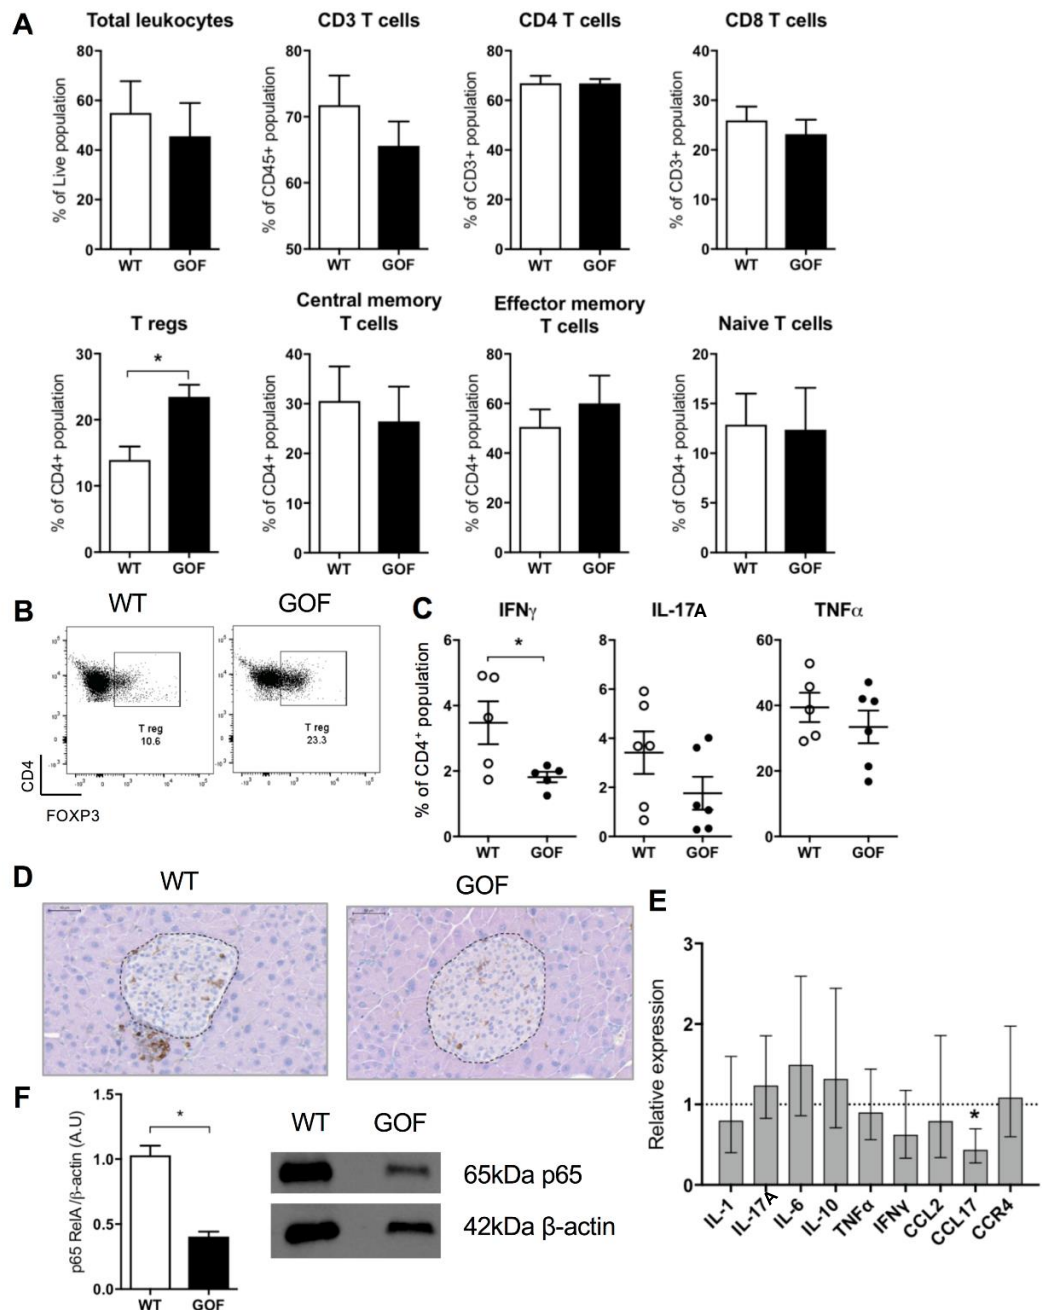 A
Total leukocytes
% of Live population
80
60
40
20
0
WT GOF
CD3 T cells
% of CD45+ population
80
70
60
50
WT GOF
CD4 T cells
% of CD3+ population
80
60
40
20
0
WT GOF
CD8 T cells
% of CD3+ population
40
30
20
10
0
WT GOF
T regs
% of CD4+ population
30
20
10
0
*
WT GOF
Central memory
T cells
% of CD4+ population
40
30
20
10
0
WT GOF
Effector memory
T cells
% of CD4+ population
80
60
40
20
0
WT GOF
Naive T cells
% of CD4+ population
20
15
10
5
0
WT GOF
B
WT GOF
T reg
10.6
T reg
23.3
CD4
FOXP3
C
IFNγ
% of CD4⁺ population
6
4
2
0
*
WT GOF
IL-17A
8
6
4
2
0
WT GOF
TNFα
60
40
20
0
WT GOF
D
WT
GOF
E
Relative expression
3
2
1
0
*
IL-1
IL-17A
IL-6
IL-10
TNFα
IFNγ
CCL2
CCL17
CCR4
F
p65 RelA/β-actin (A.U)
1.5
1.0
0.5
0.0
*
WT GOF
WT GOF
65kDa p65
42kDa β-actin